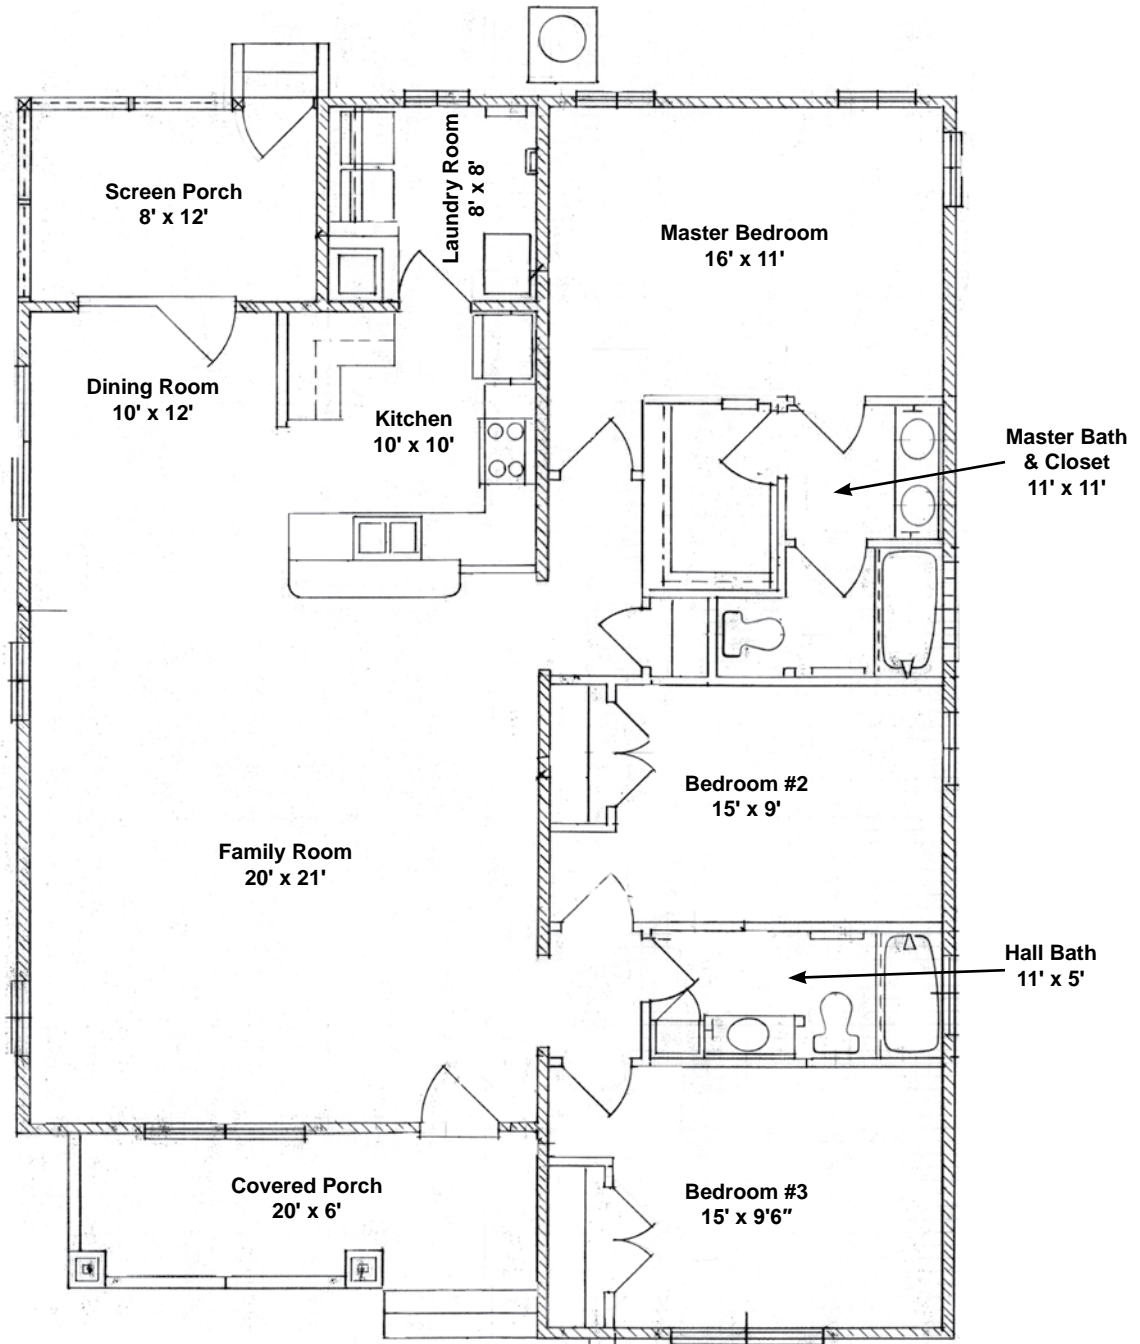 Screen Porch
8' x 12'
Laundry Room
8' x 8'
Master Bedroom
16' x 11'
Dining Room
10' x 12'
Kitchen
10' x 10'
Master Bath
& Closet
11' x 11'
Bedroom #2
15' x 9'
Family Room
20' x 21'
Hall Bath
11' x 5'
Covered Porch
20' x 6'
Bedroom #3
15' x 9'6″